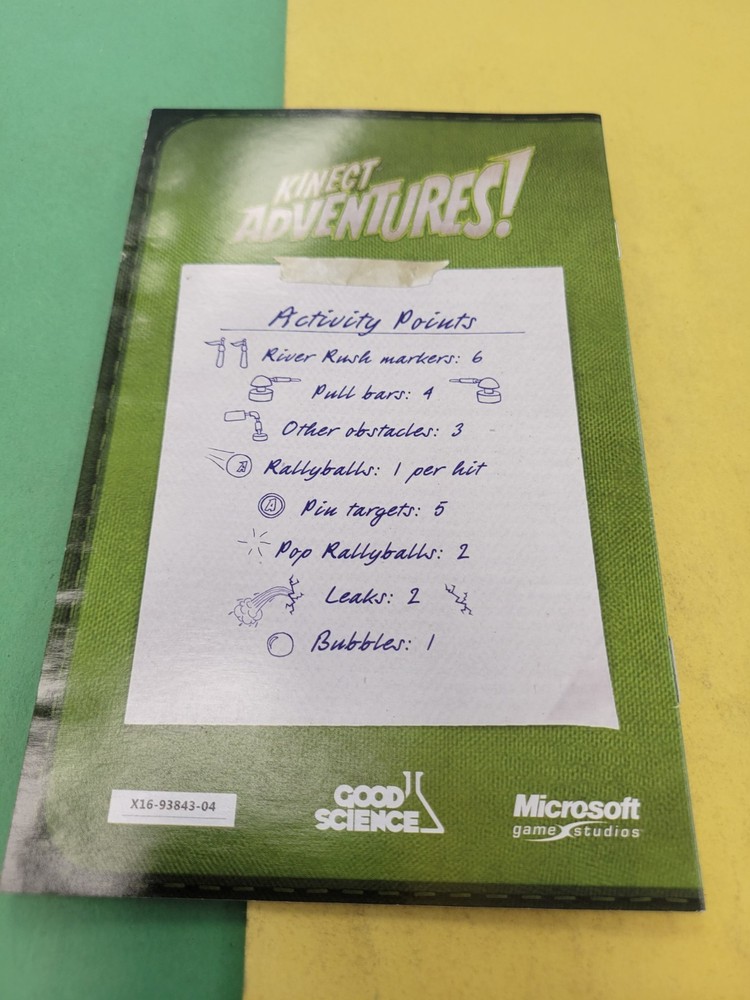 KINECT
ADVENTURES!
Activity Points
River Rush markers: 6
Pull bars: 4
Other obstacles: 3
Rallyballs: 1 per hit
Pin targets: 5
Pop Rallyballs: 2
Leaks: 2
Bubbles: 1
X16-93843-04
GOOD
SCIENCE
Microsoft
game studios